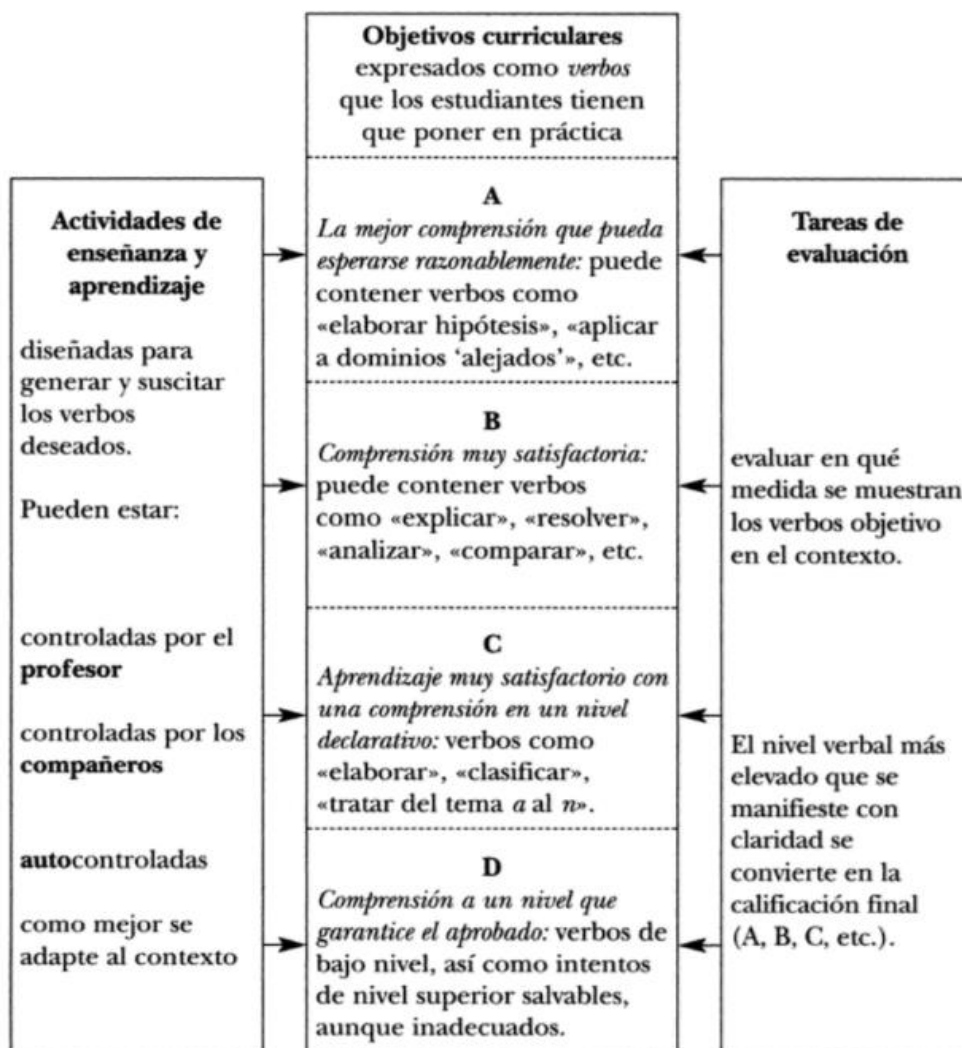 Objetivos curriculares
expresados como verbos
que los estudiantes tienen
que poner en práctica
Actividades de
enseñanza y
aprendizaje
diseñadas para
generar y suscitar
los verbos
deseados.
Pueden estar:
controladas por el
profesor
controladas por los
compañeros
autocontroladas
como mejor se
adapte al contexto
A
La mejor comprensión que pueda
esperarse razonablemente: puede
contener verbos como
«elaborar hipótesis», «aplicar
a dominios ‘alejados’», etc.
B
Comprensión muy satisfactoria:
puede contener verbos
como «explicar», «resolver»,
«analizar», «comparar», etc.
C
Aprendizaje muy satisfactorio con
una comprensión en un nivel
declarativo: verbos como
«elaborar», «clasificar»,
«tratar del tema a al n».
D
Comprensión a un nivel que
garantice el aprobado: verbos de
bajo nivel, así como intentos
de nivel superior salvables,
aunque inadecuados.
Tareas de
evaluación
evaluar en qué
medida se muestran
los verbos objetivo
en el contexto.
El nivel verbal más
elevado que se
manifieste con
claridad se
convierte en la
calificación final
(A, B, C, etc.).